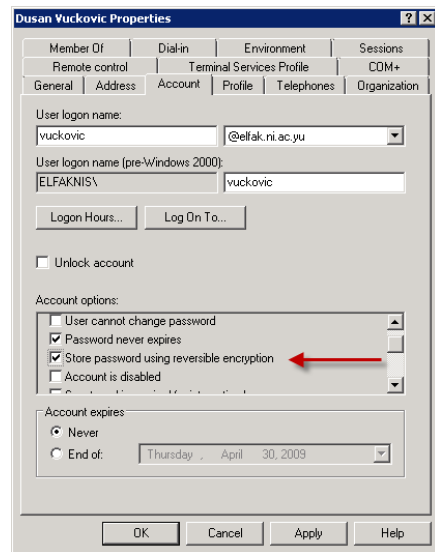 Dusan Vuckovic Properties
Member Of Dial-in Environment Sessions
Remote control Terminal Services Profile COM+
General Address Account Profile Telephones Organization
User logon name:
vuckovic @elfak.ni.ac.yu
User logon name (pre-Windows 2000):
ELFAKNIS\ vuckovic
Logon Hours... Log On To...
Unlock account
Account options:
User cannot change password
Password never expires
Store password using reversible encryption
Account is disabled
Account expires
Never
End of: Thursday , April 30, 2009
OK Cancel Apply Help